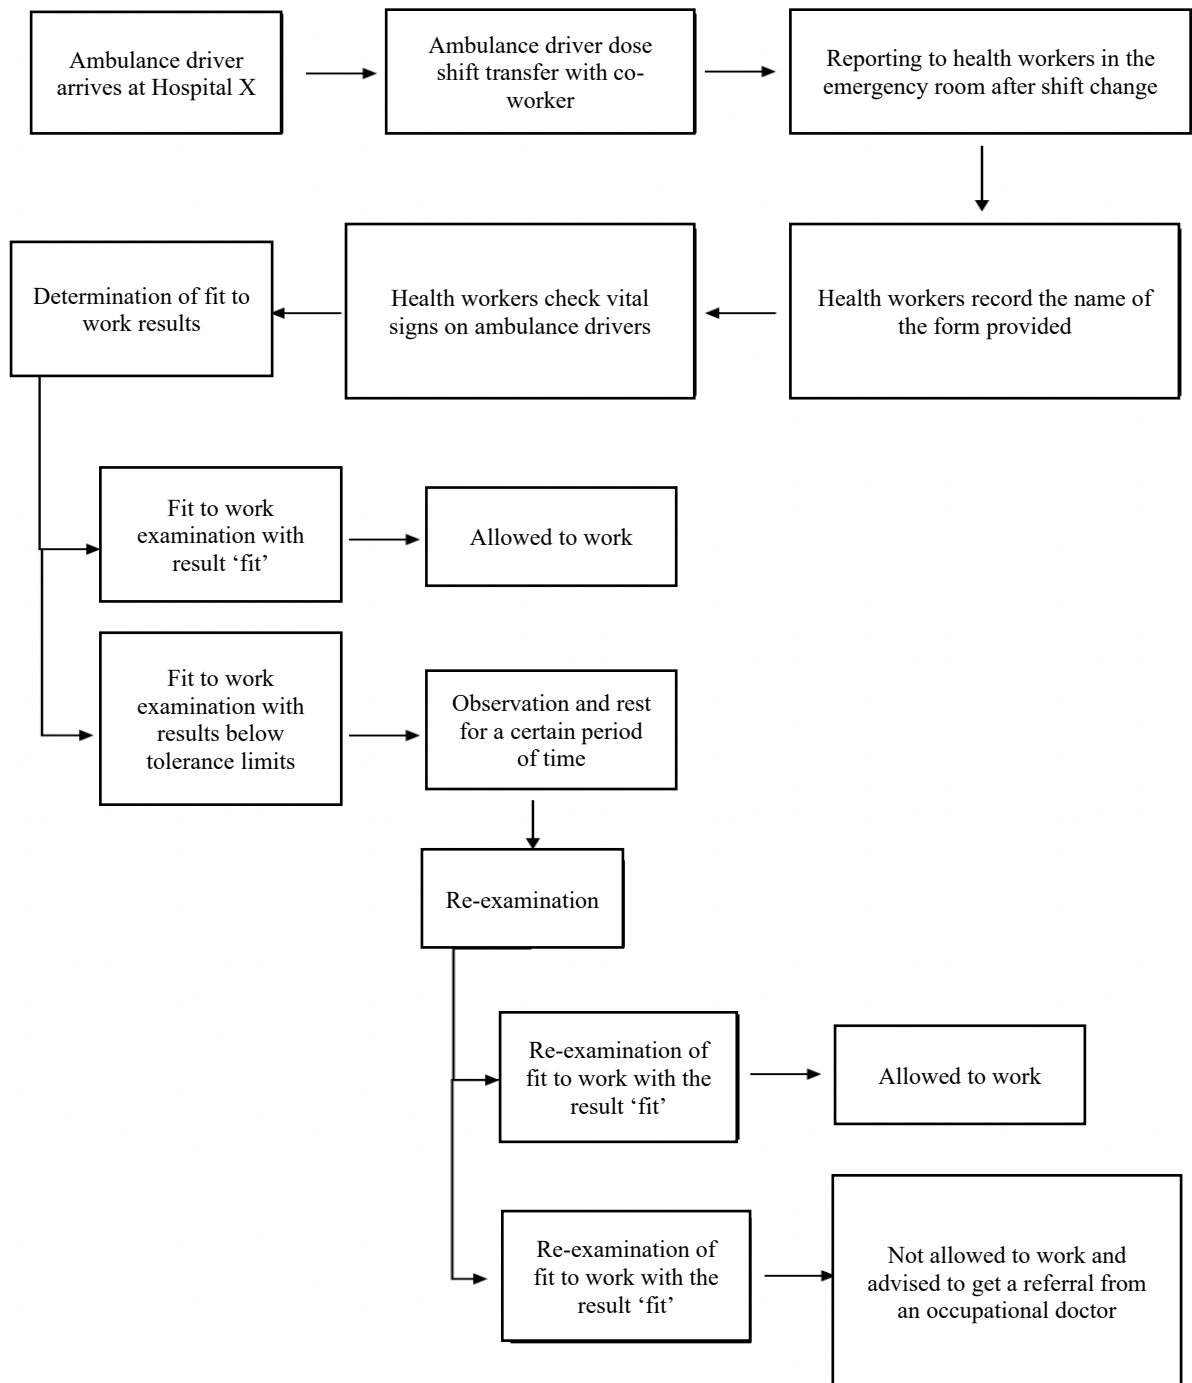 Ambulance driver
arrives at Hospital X
Ambulance driver dose
shift transfer with co-
worker
Reporting to health workers in the
emergency room after shift change
Health workers record the name of
the form provided
Health workers check vital
signs on ambulance drivers
Determination of fit to
work results
Fit to work
examination with
result ‘fit’
Allowed to work
Fit to work
examination with
results below
tolerance limits
Observation and rest
for a certain period
of time
Re-examination
Re-examination of
fit to work with the
result ‘fit’
Allowed to work
Re-examination of
fit to work with the
result ‘fit’
Not allowed to work and
advised to get a referral from
an occupational doctor